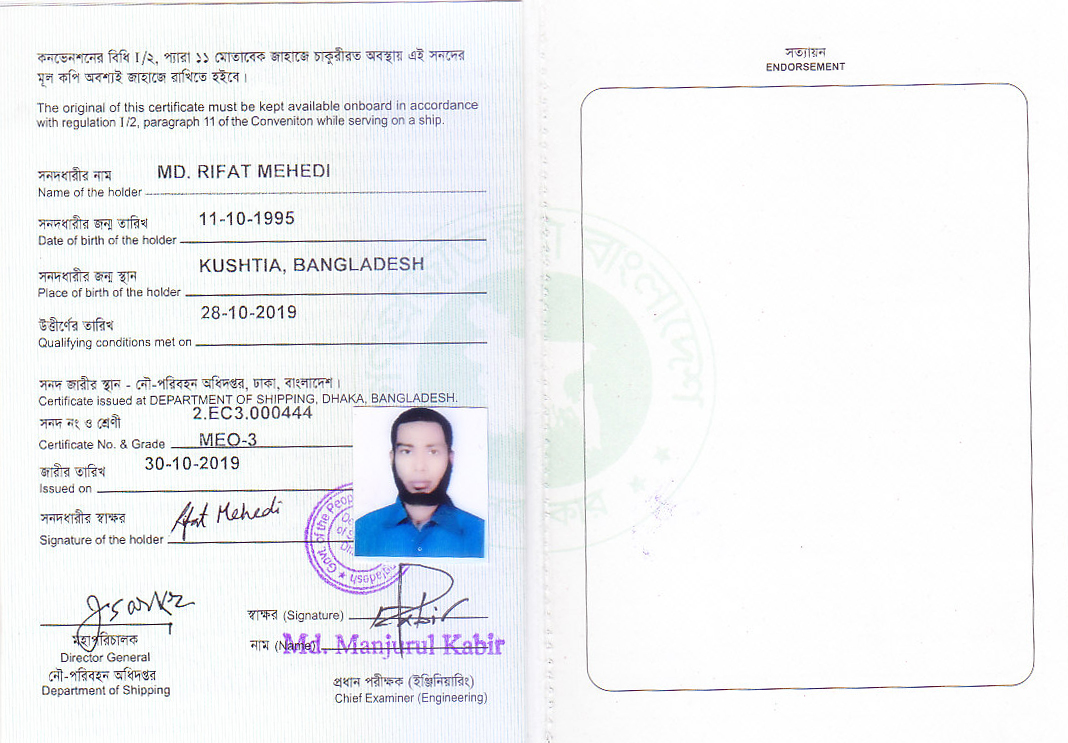 কনভেনশনের বিধি I/২, প্যারা ১১ মোতাবেক জাহাজে চাকুরীরত অবস্থায় এই সনদের
মূল কপি অবশ্যই জাহাজে রাখিতে হইবে।
The original of this certificate must be kept available onboard in accordance
with regulation I/2, paragraph 11 of the Conveniton while serving on a ship.
সনদধারীর নাম MD. RIFAT MEHEDI
Name of the holder
সনদধারীর জন্ম তারিখ 11-10-1995
Date of birth of the holder
সনদধারীর জন্ম স্থান KUSHTIA, BANGLADESH
Place of birth of the holder
উত্তীর্ণের তারিখ 28-10-2019
Qualifying conditions met on
সনদ জারীর স্থান - নৌ-পরিবহন অধিদপ্তর, ঢাকা, বাংলাদেশ।
Certificate issued at DEPARTMENT OF SHIPPING, DHAKA, BANGLADESH.
সনদ নং ও শ্রেণী 2.EC3.000444
Certificate No. & Grade MEO-3
জারীর তারিখ 30-10-2019
Issued on
সনদধারীর স্বাক্ষর Rifat Mehedi
Signature of the holder
Govt. of the Peop
স্বাক্ষর (Signature) Kabir
নাম (Name) Md. Manjurul Kabir
প্রধান পরীক্ষক (ইঞ্জিনিয়ারিং)
Chief Examiner (Engineering)
মহাপরিচালক
Director General
নৌ-পরিবহন অধিদপ্তর
Department of Shipping
সত্যায়ন
ENDORSEMENT